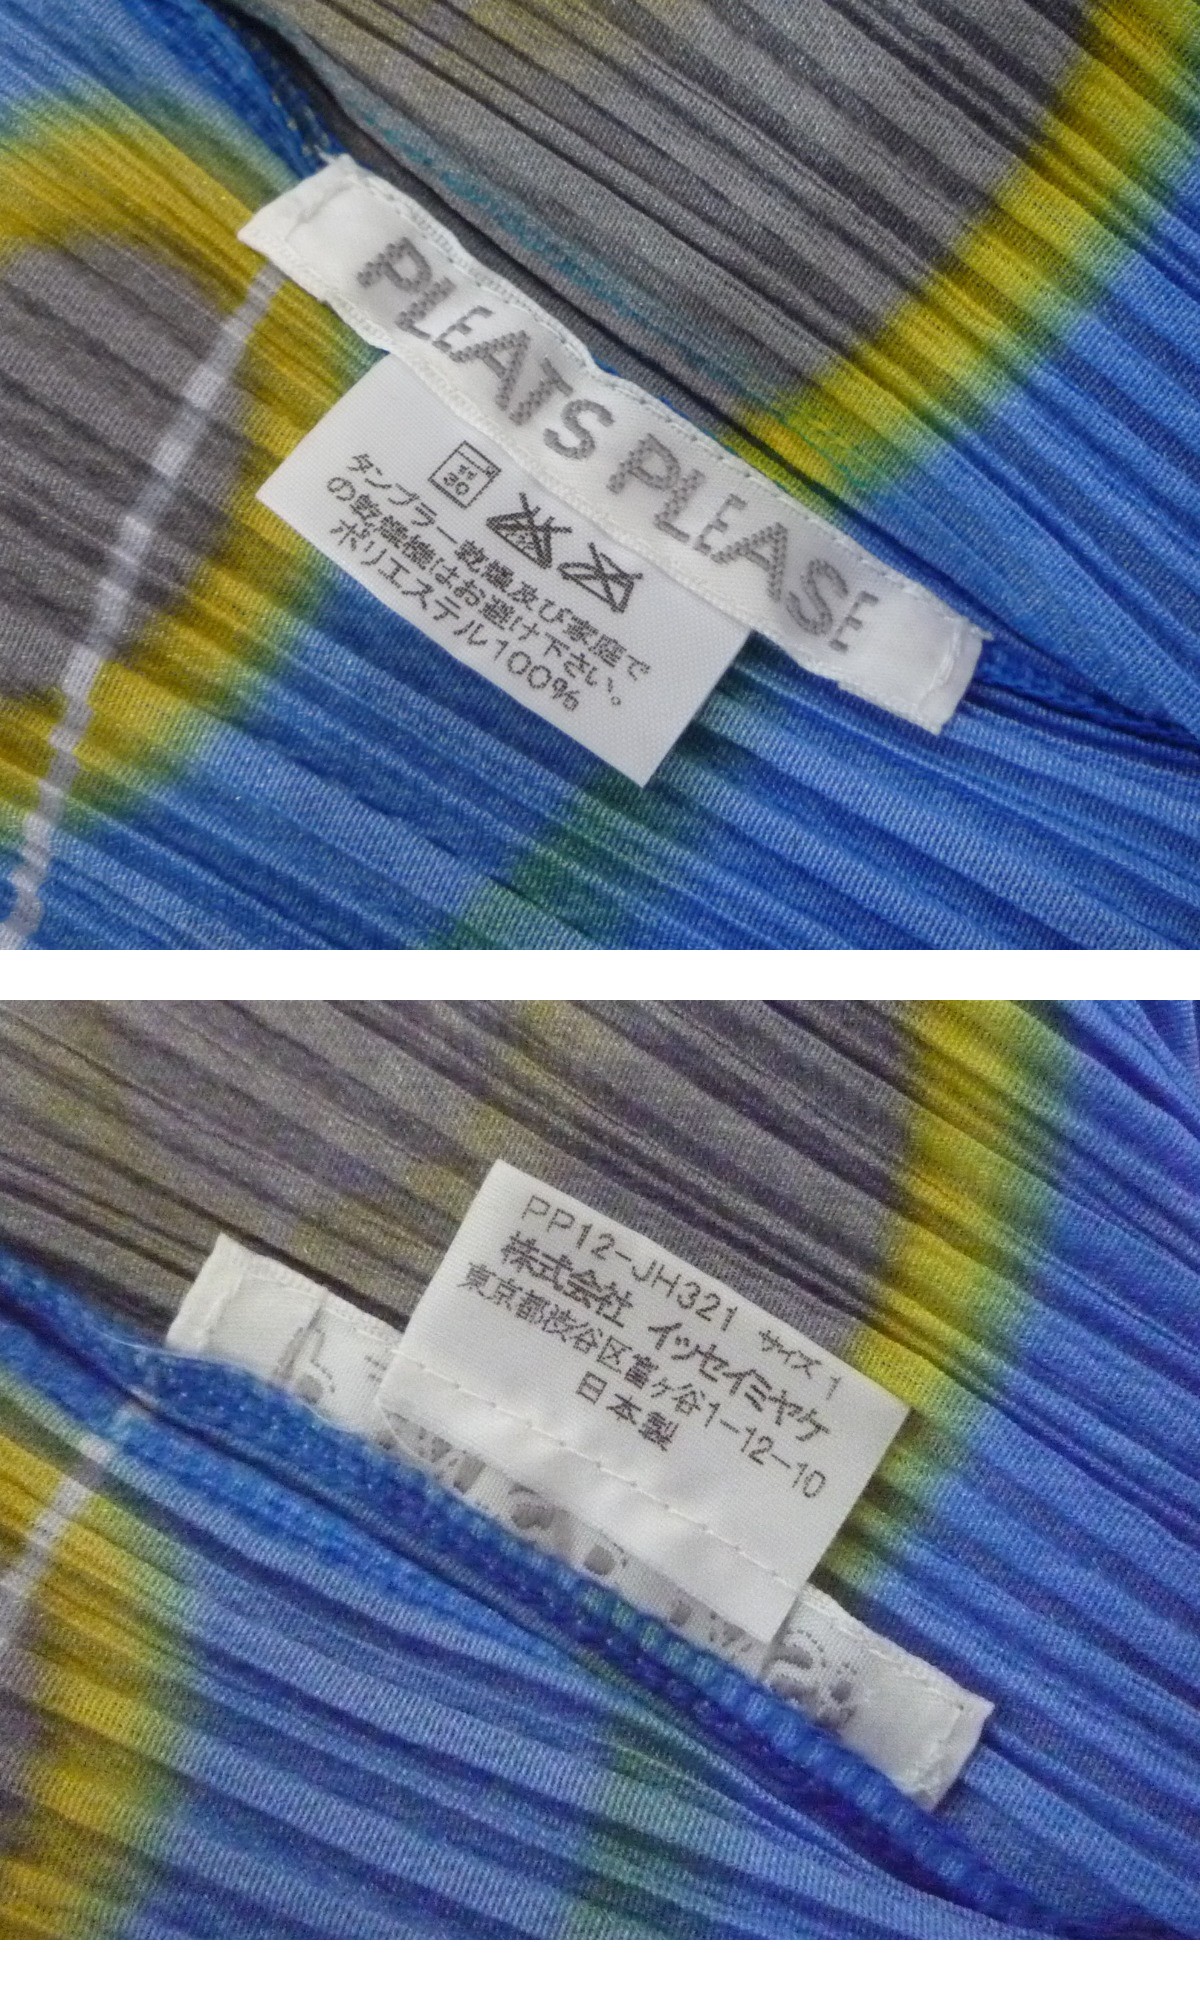 PLEATS PLEASE
30
タンブラー乾燥及び家庭で
の乾燥機はお避け下さい。
ポリエステル100%
PP12-JH321 サイズ 1
株式会社 イッセイミヤケ
東京都渋谷区富ヶ谷1-12-10
日本製